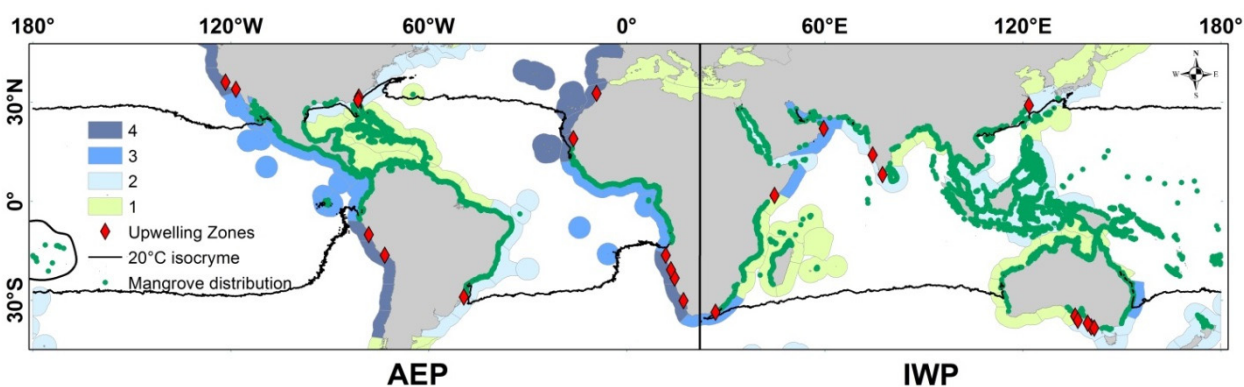 180° 120°W 60°W 0° 60°E 120°E 180°
N
W E
S
30°N
0°
30°S
4
3
2
1
Upwelling Zones
20°C isocryme
Mangrove distribution
AEP IWP